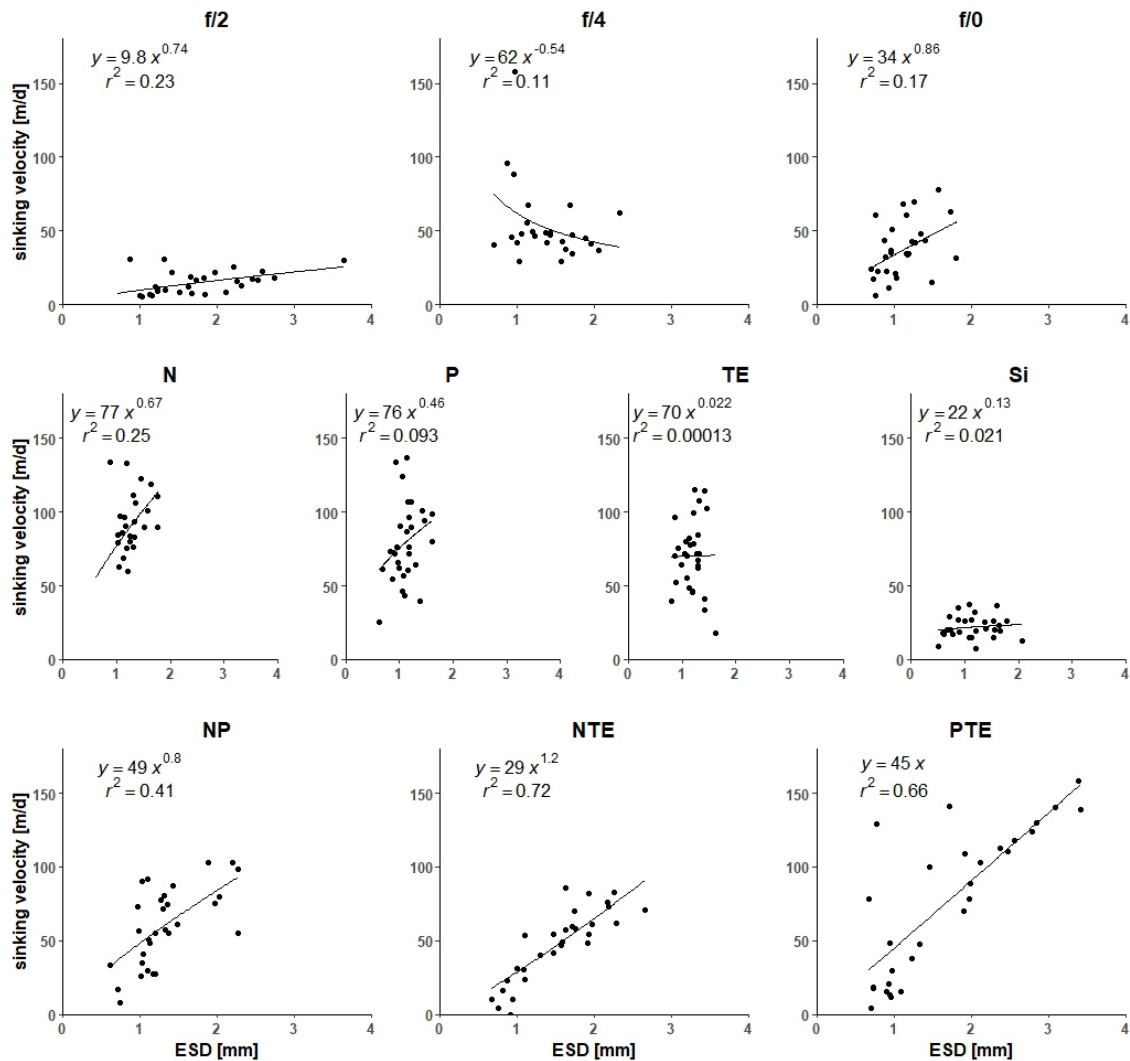 f/2 f/4 f/0
y = 9.8 x^0.74 y = 62 x^-0.54 y = 34 x^0.86
r^2 = 0.23 r^2 = 0.11 r^2 = 0.17
sinking velocity [m/d]
150 150 150
100 100 100
50 50 50
0 0 0
0 1 2 3 4 0 1 2 3 4 0 1 2 3 4
N P TE Si
y = 77 x^0.67 y = 76 x^0.46 y = 70 x^0.022 y = 22 x^0.13
r^2 = 0.25 r^2 = 0.093 r^2 = 0.00013 r^2 = 0.021
sinking velocity [m/d]
150 150 150 150
100 100 100 100
50 50 50 50
0 0 0 0
0 1 2 3 4 0 1 2 3 4 0 1 2 3 4 0 1 2 3 4
NP NTE PTE
y = 49 x^0.8 y = 29 x^1.2 y = 45 x
r^2 = 0.41 r^2 = 0.72 r^2 = 0.66
sinking velocity [m/d]
150 150 150
100 100 100
50 50 50
0 0 0
0 1 2 3 4 0 1 2 3 4 0 1 2 3 4
ESD [mm] ESD [mm] ESD [mm]